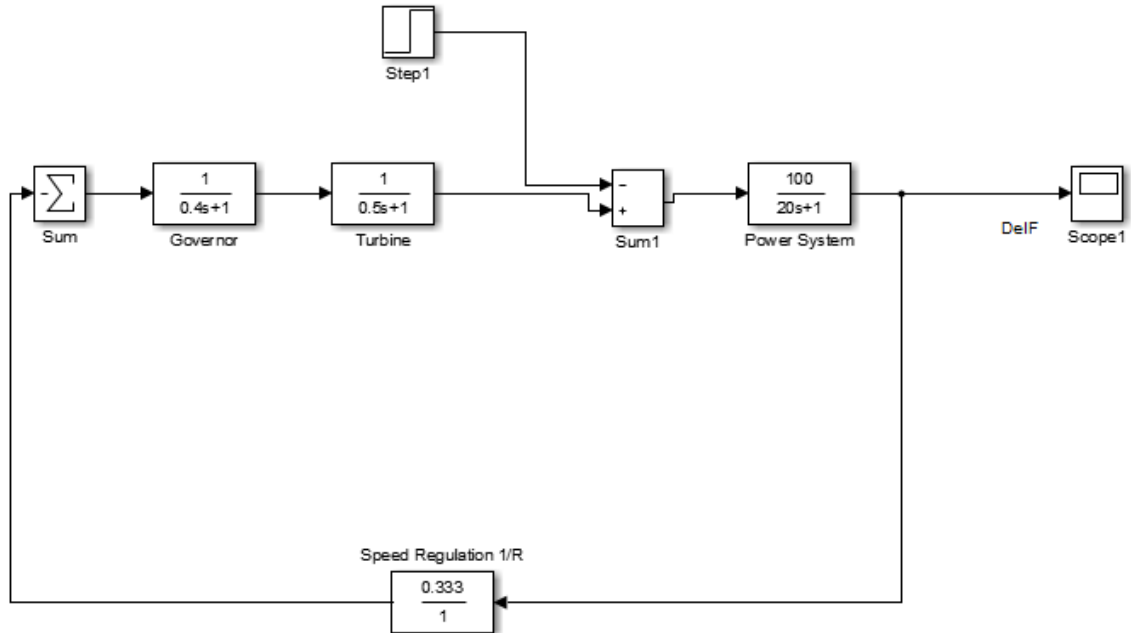 Step1
-
Σ
Sum
1
0.4s+1
Governor
1
0.5s+1
Turbine
−
+
Sum1
100
20s+1
Power System
DelF
Scope1
Speed Regulation 1/R
0.333
1